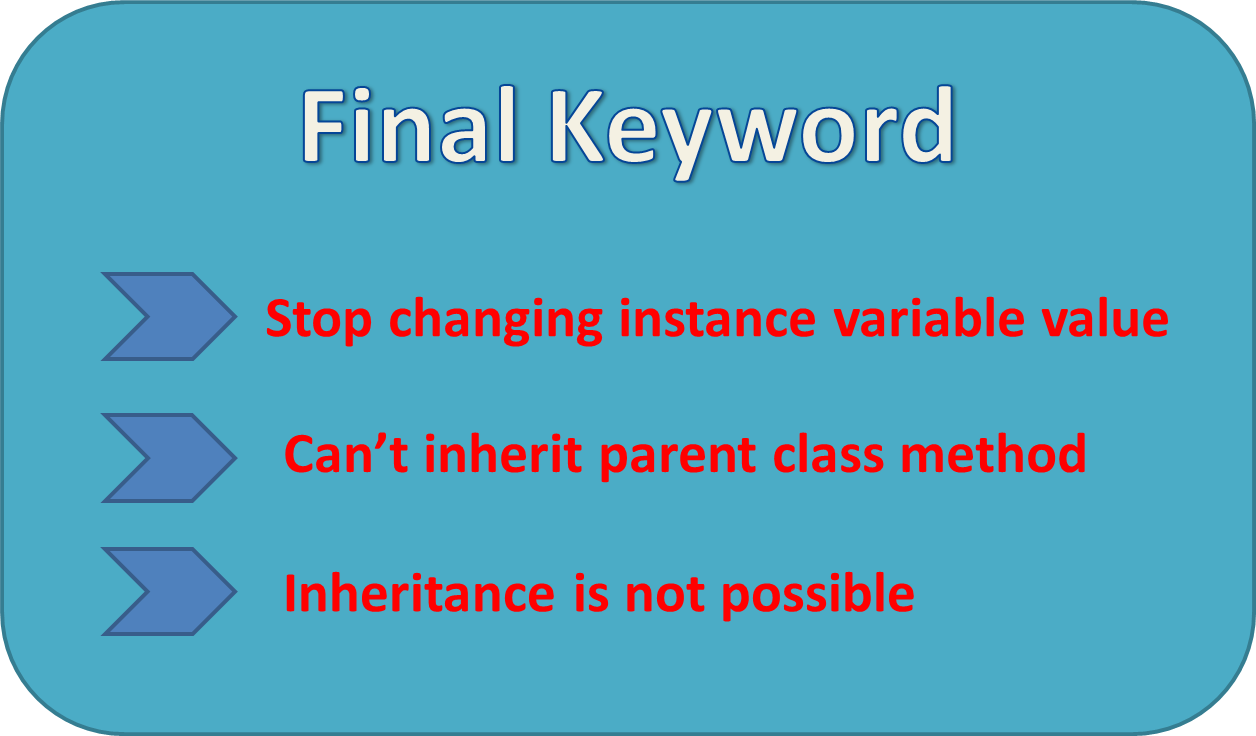 Final Keyword
Stop changing instance variable value
Can’t inherit parent class method
Inheritance is not possible